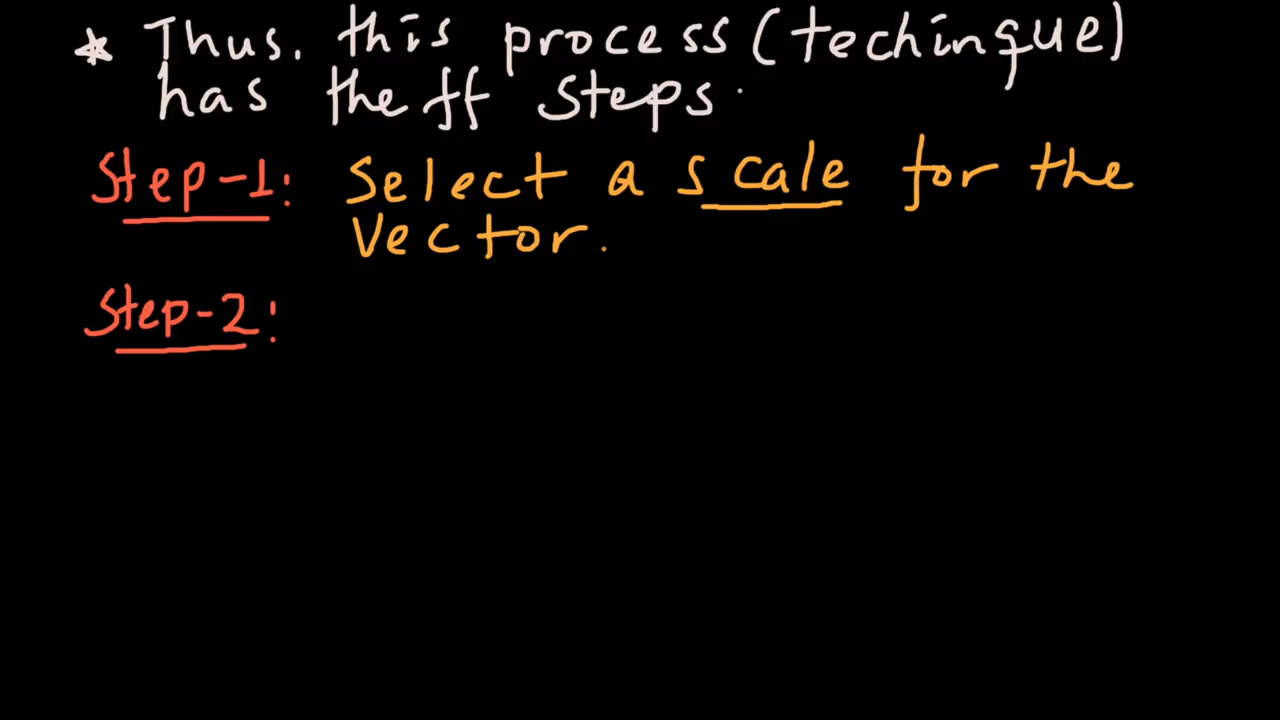 * Thus, this process (techinque)
has the ff steps.
Step-1: Select a scale for the
Vector.
Step-2: